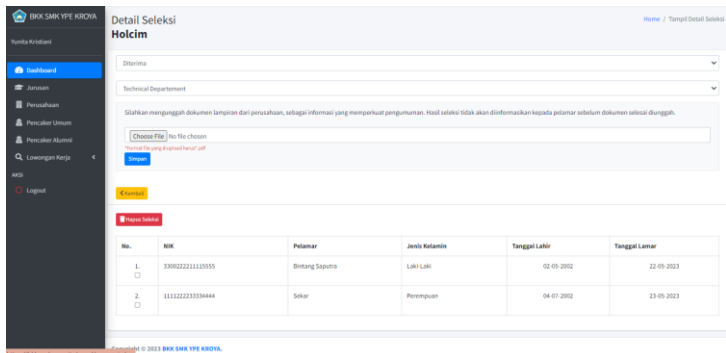 BKK SMK YPE KROYA
Yunita Kristiani
Dashboard
Jurusan
Perusahaan
Pencaker Umum
Pencaker Alumni
Lowongan Kerja
AKSI
Logout
Detail Seleksi
Holcim
Home / Tampil Detail Seleksi
Diterima
Technical Departement
Silahkan mengunggah dokumen lampiran dari perusahaan, sebagai informasi yang memperkuat pengumuman. Hasil seleksi tidak akan diinformasikan kepada pelamar sebelum dokumen selesai diunggah.
Choose File No file chosen
*Format file yang diupload harus* .pdf
Simpan
Kembali
Hapus Seleksi
No. NIK Pelamar Jenis Kelamin Tanggal Lahir Tanggal Lamar
1. 3300222211115555 Bintang Saputra Laki-Laki 02-05-2002 22-05-2023
2. 1111222233334444 Sekar Perempuan 04-07-2002 23-05-2023
Copyright © 2023 BKK SMK YPE KROYA.